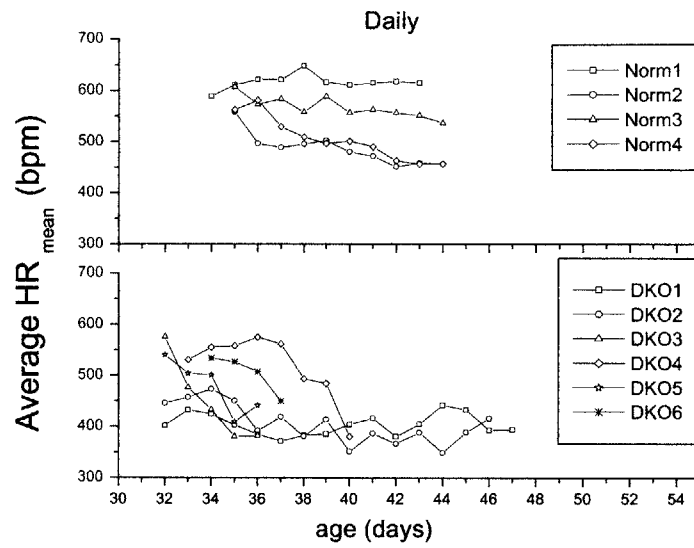 Daily
700
600
500
400
300
Norm1
Norm2
Norm3
Norm4
Average HR mean (bpm)
700
600
500
400
300
DKO1
DKO2
DKO3
DKO4
DKO5
DKO6
30 32 34 36 38 40 42 44 46 48 50 52 54
age (days)